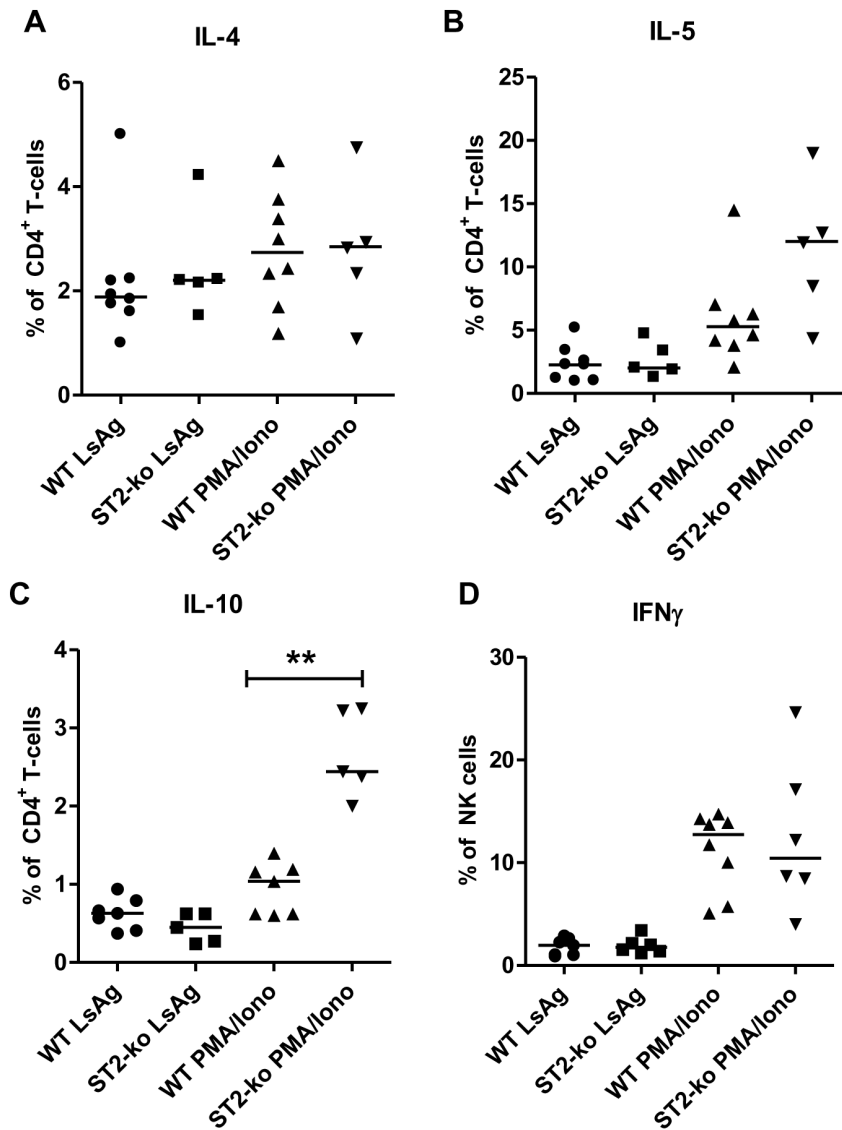 A
IL-4
% of CD4+ T-cells
6
4
2
0
WT LsAg
ST2-ko LsAg
WT PMA/Iono
ST2-ko PMA/Iono
B
IL-5
% of CD4+ T-cells
25
20
15
10
5
0
WT LsAg
ST2-ko LsAg
WT PMA/Iono
ST2-ko PMA/Iono
C
IL-10
% of CD4+ T-cells
4
3
2
1
0
**
WT LsAg
ST2-ko LsAg
WT PMA/Iono
ST2-ko PMA/Iono
D
IFNγ
% of NK cells
30
20
10
0
WT LsAg
ST2-ko LsAg
WT PMA/Iono
ST2-ko PMA/Iono